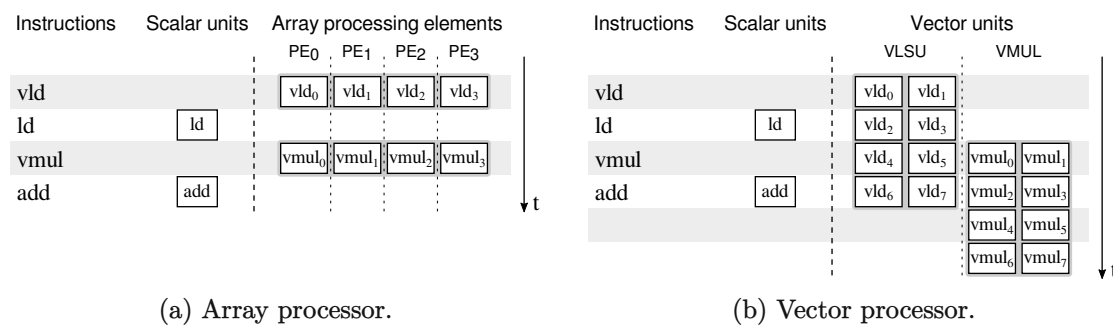 Instructions Scalar units Array processing elements
PE0 PE1 PE2 PE3
vld vld0 vld1 vld2 vld3
ld ld
vmul vmul0 vmul1 vmul2 vmul3
add add
t
(a) Array processor.
Instructions Scalar units Vector units
VLSU VMUL
vld vld0 vld1
ld ld vld2 vld3
vmul vld4 vld5 vmul0 vmul1
add add vld6 vld7 vmul2 vmul3
vmul4 vmul5
vmul6 vmul7
t
(b) Vector processor.